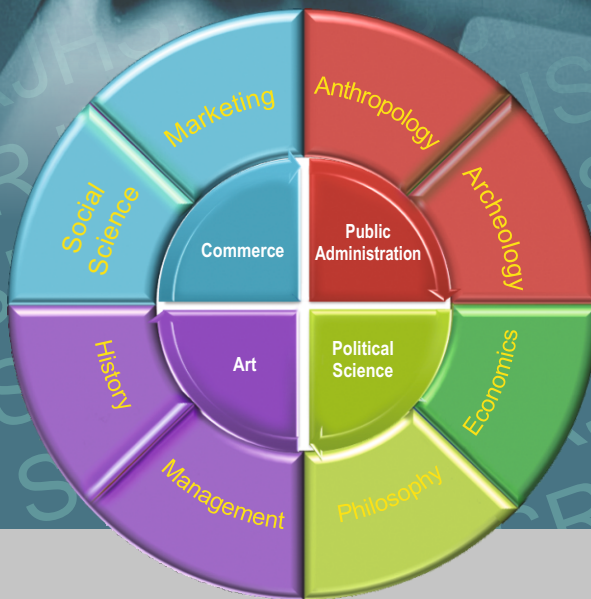 Marketing
Anthropology
Social
Science
Archeology
Commerce
Public
Administration
Art
Political
Science
History
Economics
Management
Philosophy